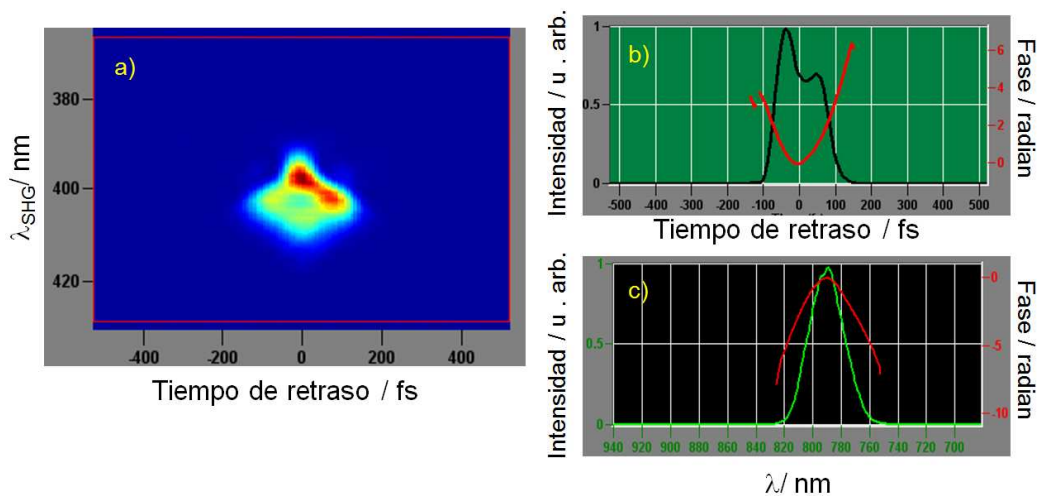 a)
380
400
420
λSHG/ nm
-400 -200 0 200 400
Tiempo de retraso / fs
b)
1
0.5
0
Intensidad / u . arb.
6
4
2
0
Fase / radian
-500 -400 -300 -200 -100 0 100 200 300 400 500
Tiempo de retraso / fs
c)
1
0.5
0
Intensidad / u . arb.
0
-5
-10
Fase / radian
940 920 900 880 860 840 820 800 780 760 740 720 700
λ/ nm